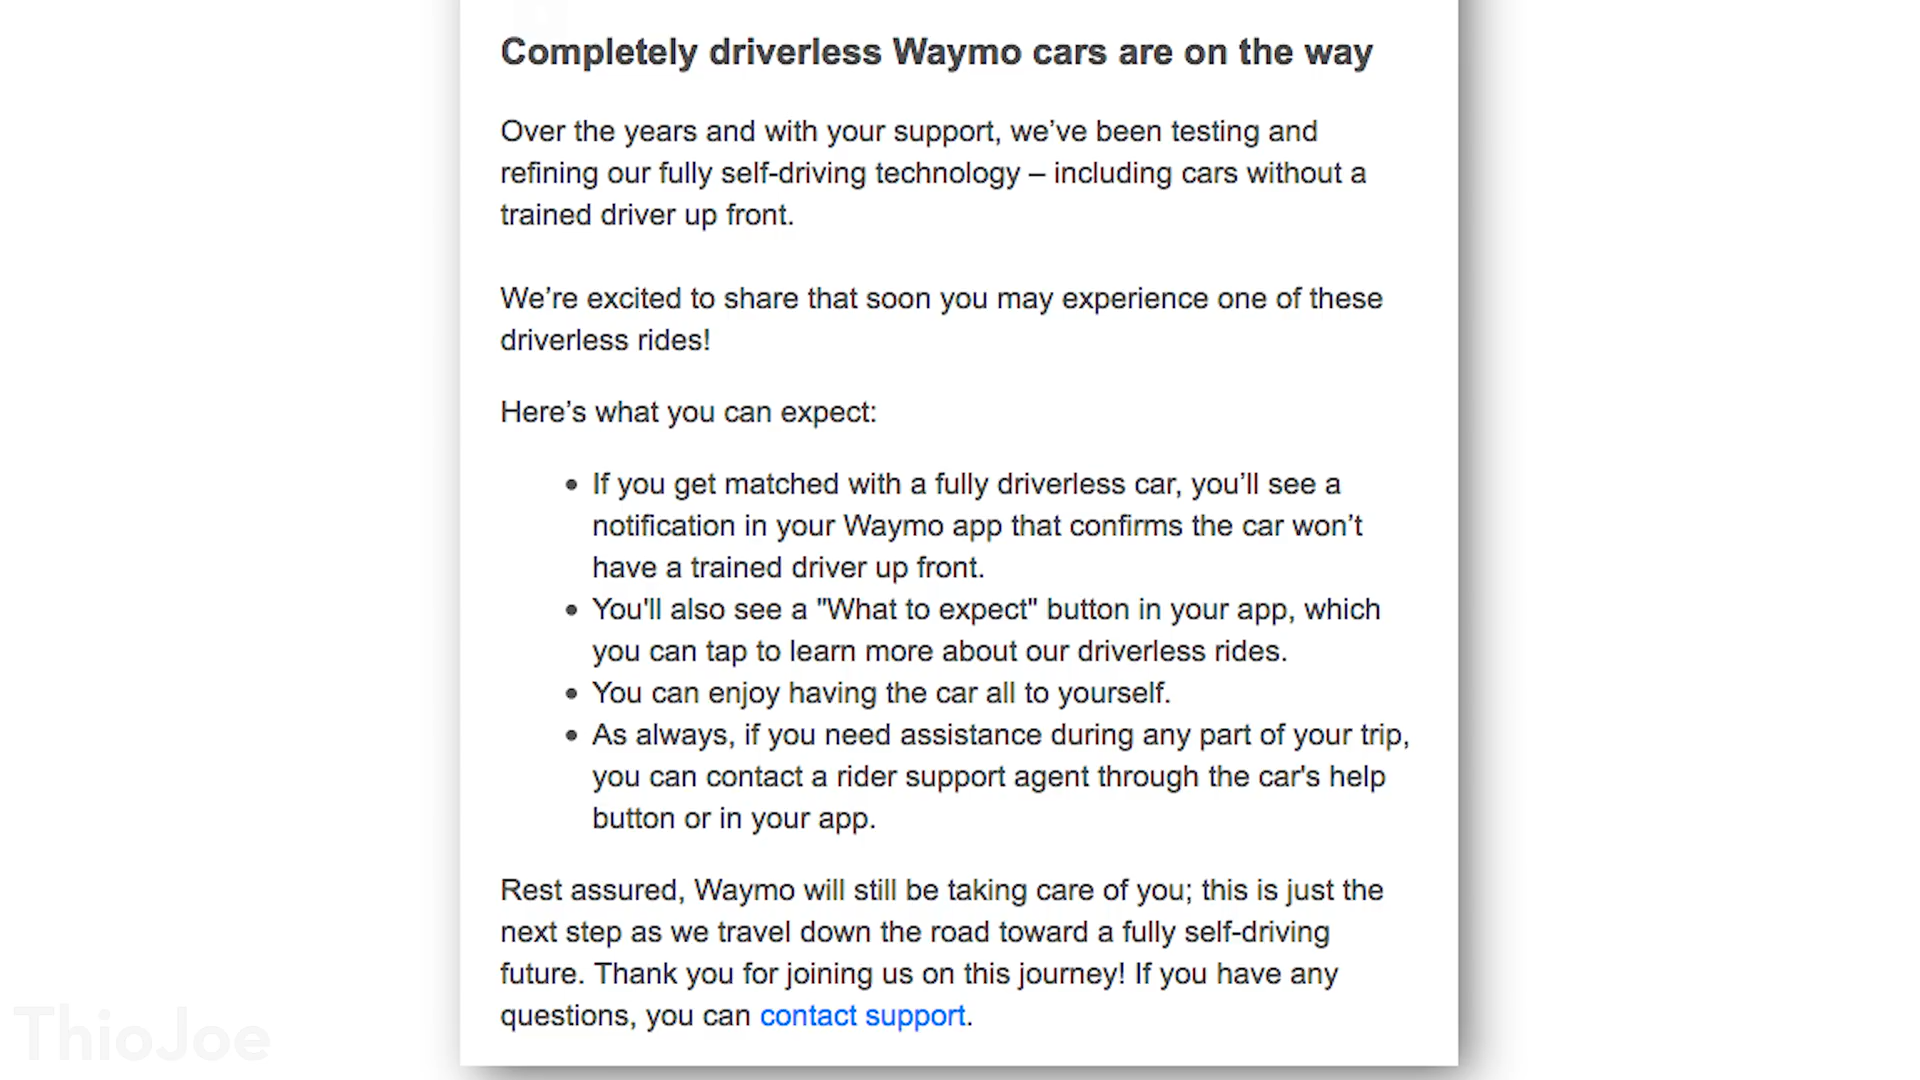 Completely driverless Waymo cars are on the way
Over the years and with your support, we’ve been testing and
refining our fully self-driving technology – including cars without a
trained driver up front.
We’re excited to share that soon you may experience one of these
driverless rides!
Here’s what you can expect:
• If you get matched with a fully driverless car, you’ll see a
notification in your Waymo app that confirms the car won’t
have a trained driver up front.
• You'll also see a "What to expect" button in your app, which
you can tap to learn more about our driverless rides.
• You can enjoy having the car all to yourself.
• As always, if you need assistance during any part of your trip,
you can contact a rider support agent through the car's help
button or in your app.
Rest assured, Waymo will still be taking care of you; this is just the
next step as we travel down the road toward a fully self-driving
future. Thank you for joining us on this journey! If you have any
questions, you can contact support.
ThioJoe